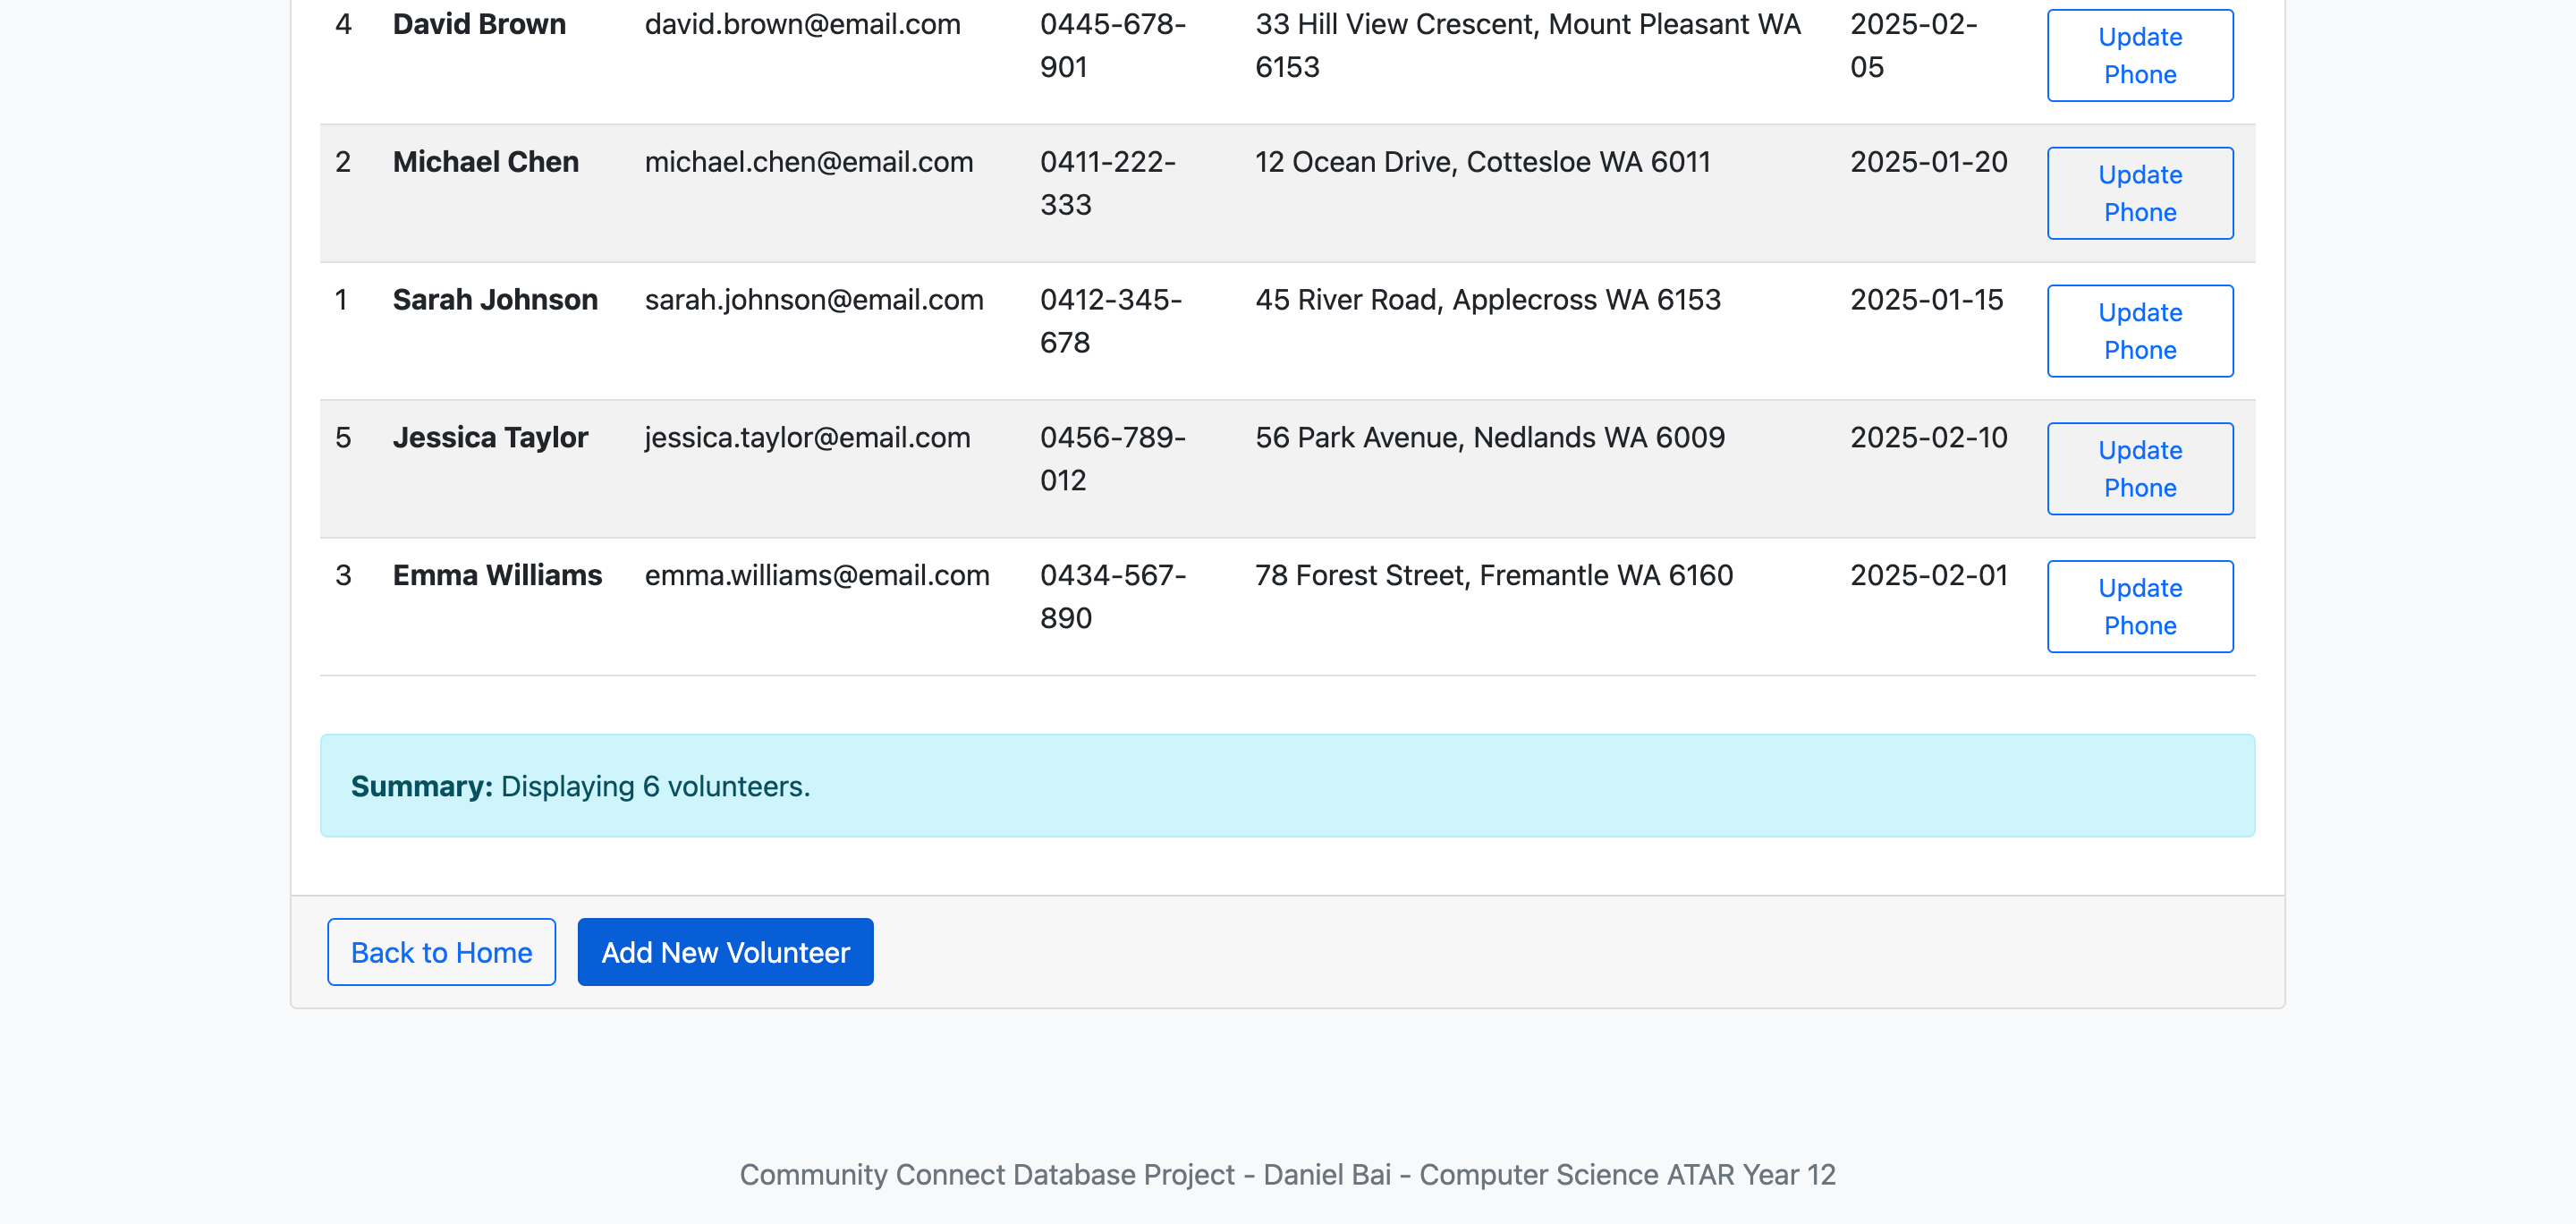 4 David Brown david.brown@email.com 0445-678-901 33 Hill View Crescent, Mount Pleasant WA 6153 2025-02-05 Update Phone
2 Michael Chen michael.chen@email.com 0411-222-333 12 Ocean Drive, Cottesloe WA 6011 2025-01-20 Update Phone
1 Sarah Johnson sarah.johnson@email.com 0412-345-678 45 River Road, Applecross WA 6153 2025-01-15 Update Phone
5 Jessica Taylor jessica.taylor@email.com 0456-789-012 56 Park Avenue, Nedlands WA 6009 2025-02-10 Update Phone
3 Emma Williams emma.williams@email.com 0434-567-890 78 Forest Street, Fremantle WA 6160 2025-02-01 Update Phone
Summary: Displaying 6 volunteers.
Back to Home Add New Volunteer
Community Connect Database Project - Daniel Bai - Computer Science ATAR Year 12